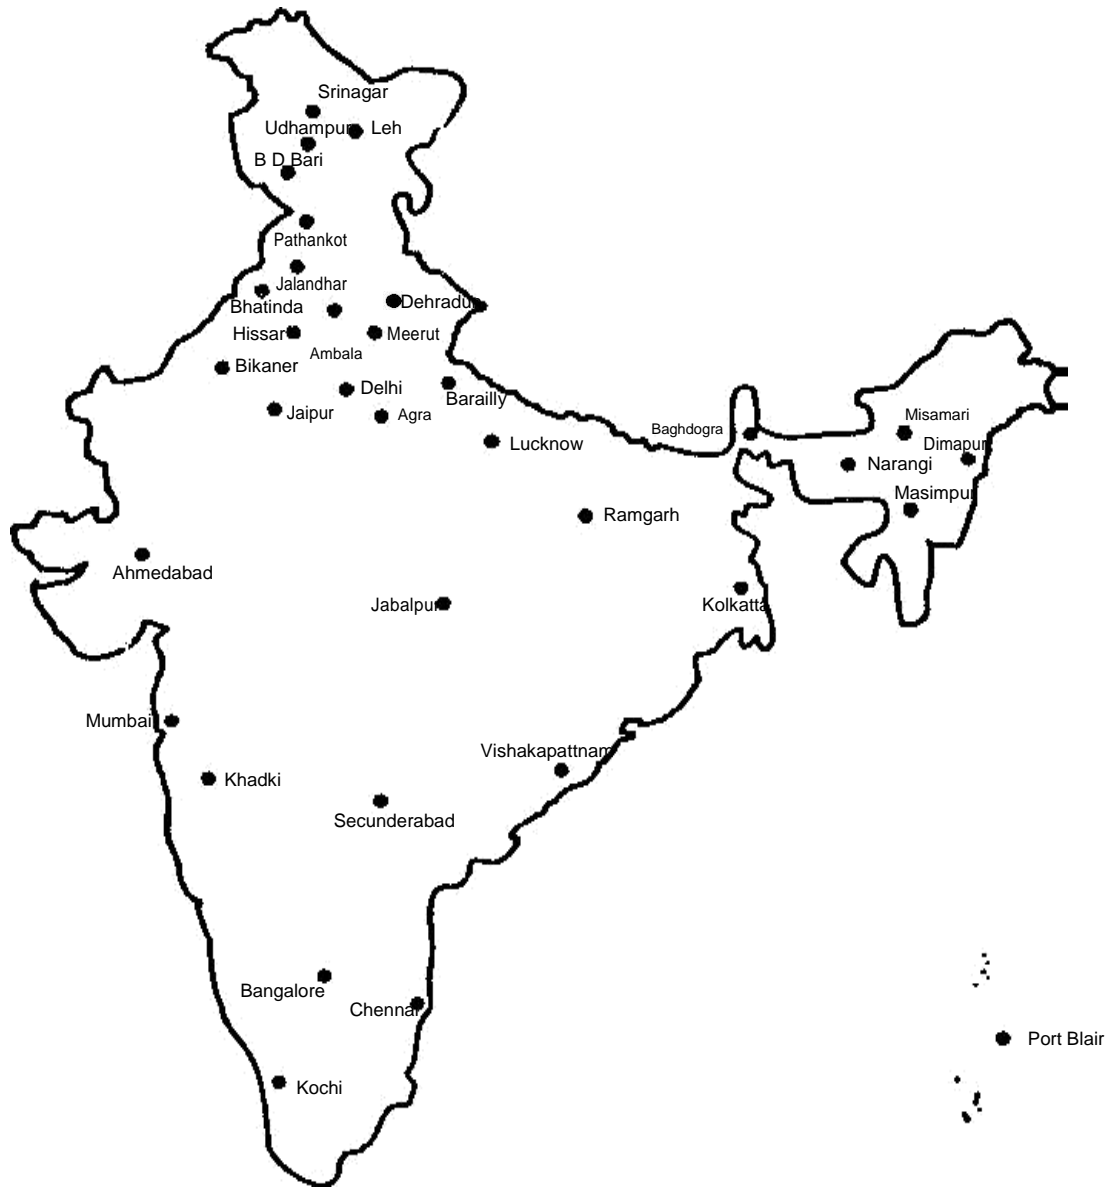 Srinagar
Udhampur
Leh
B D Bari
Pathankot
Jalandhar
Bhatinda
Dehradun
Hissar
Meerut
Ambala
Bikaner
Delhi
Barailly
Jaipur
Agra
Lucknow
Baghdogra
Misamari
Dimapur
Narangi
Masimpur
Ramgarh
Ahmedabad
Jabalpur
Kolkatta
Mumbai
Vishakapattnam
Khadki
Secunderabad
Bangalore
Chennai
Port Blair
Kochi